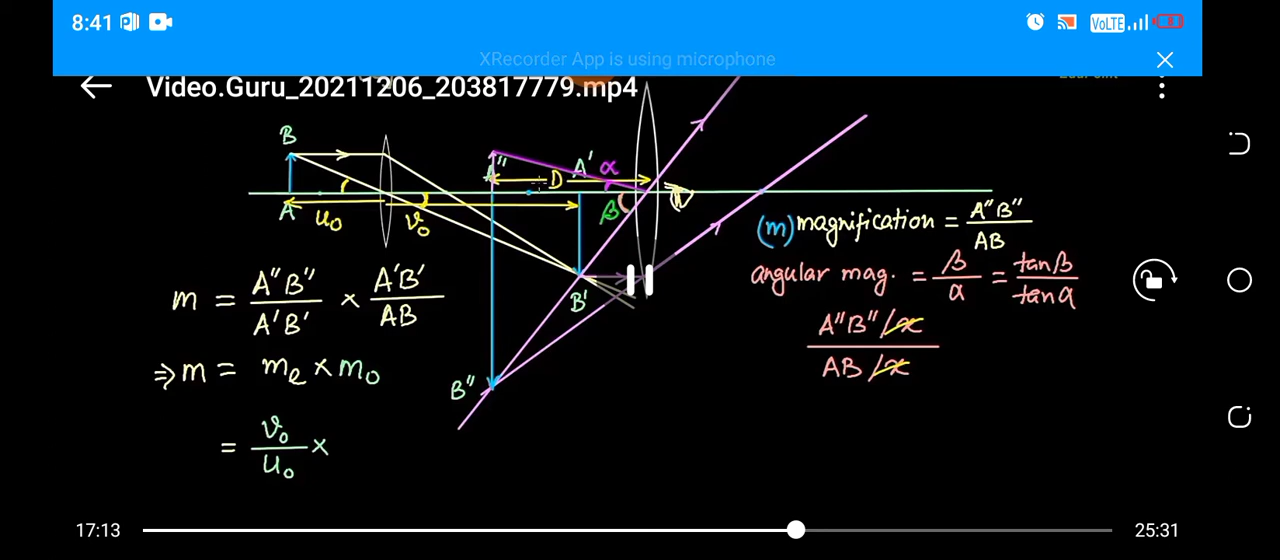 8:41
VoLTE
XRecorder App is using microphone
Video.Guru_20211206_203817779.mp4
B
A" D A' α
A u₀ v₀ β
(m) magnification = A"B" / AB
angular mag. = β/α = tanβ/tanα
m = A"B"/A'B' × A'B'/AB
B'
A"B"/x
AB/x
⇒ m = mₑ × m₀
B"
= v₀/u₀ ×
17:13
25:31